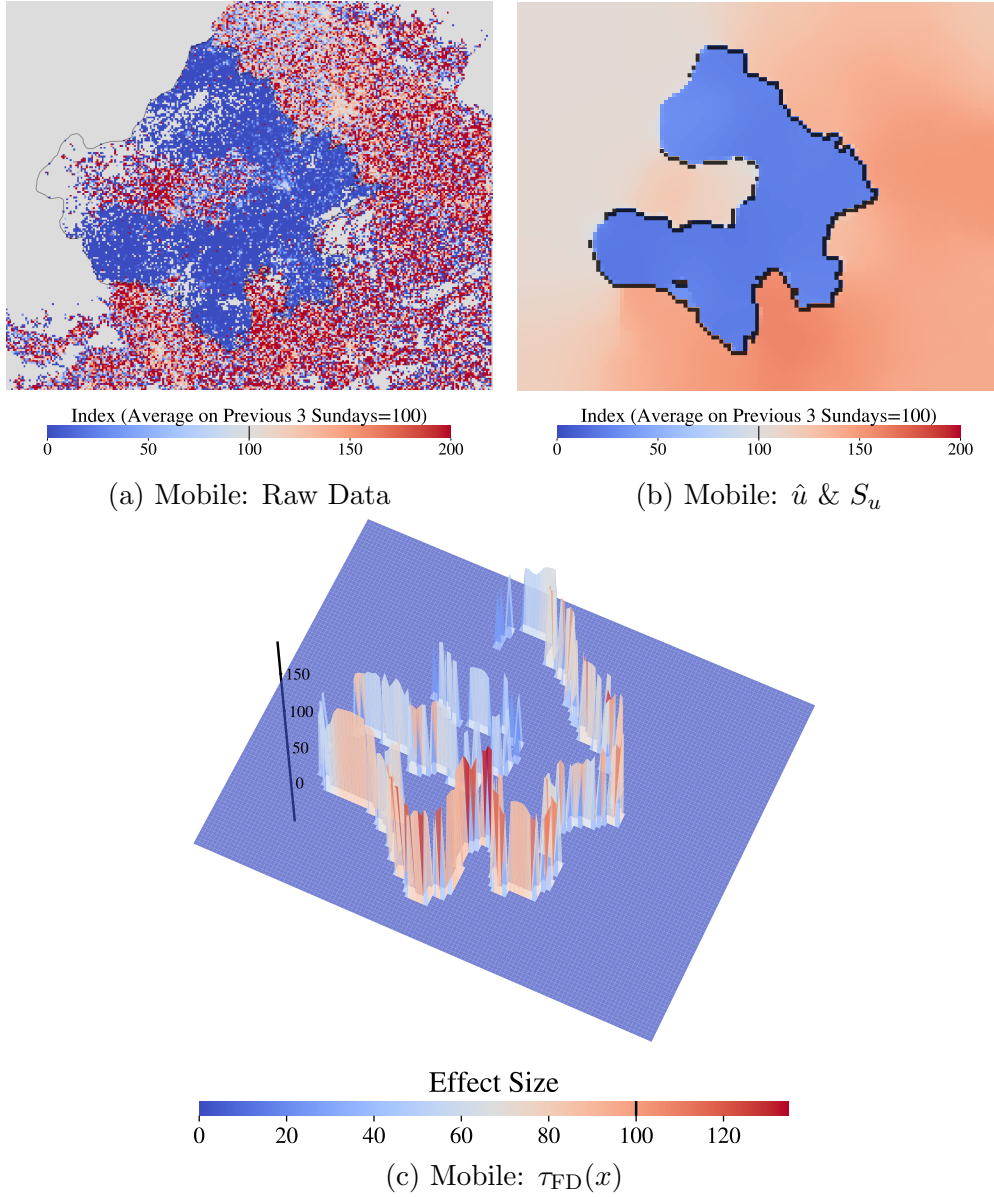 Index (Average on Previous 3 Sundays=100)
0 50 100 150 200
(a) Mobile: Raw Data
Index (Average on Previous 3 Sundays=100)
0 50 100 150 200
(b) Mobile: û & Sᵤ
150
100
50
0
Effect Size
0 20 40 60 80 100 120
(c) Mobile: τ_FD(x)